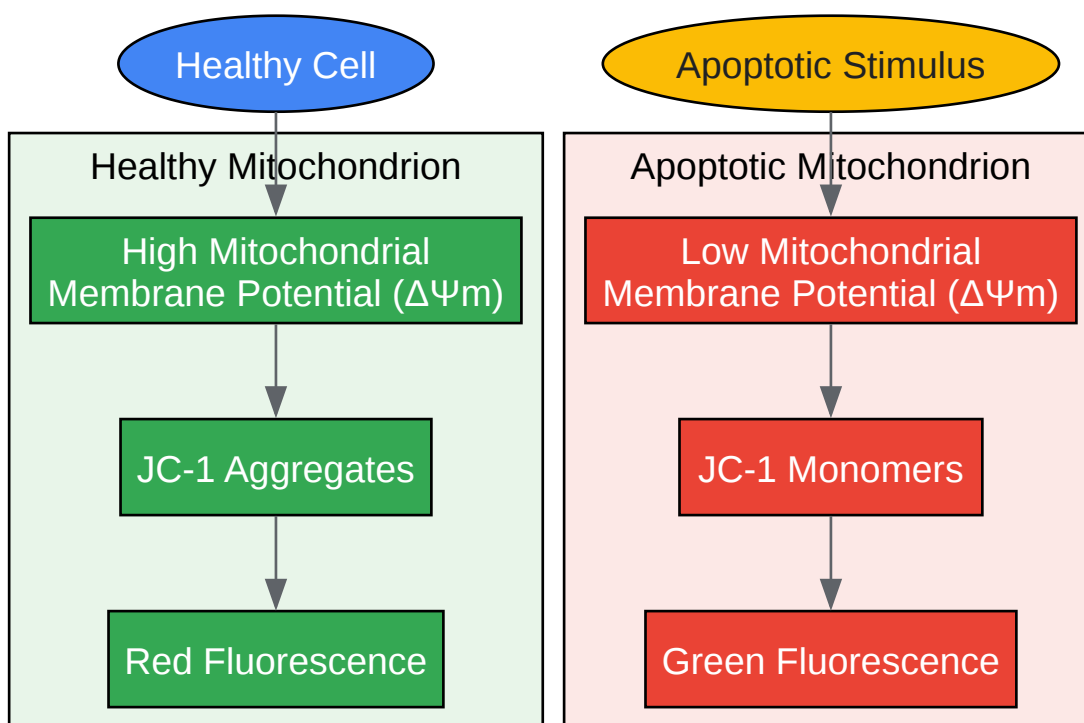 Healthy Cell
Healthy Mitochondrion
High Mitochondrial
Membrane Potential (ΔΨm)
JC-1 Aggregates
Red Fluorescence
Apoptotic Stimulus
Apoptotic Mitochondrion
Low Mitochondrial
Membrane Potential (ΔΨm)
JC-1 Monomers
Green Fluorescence